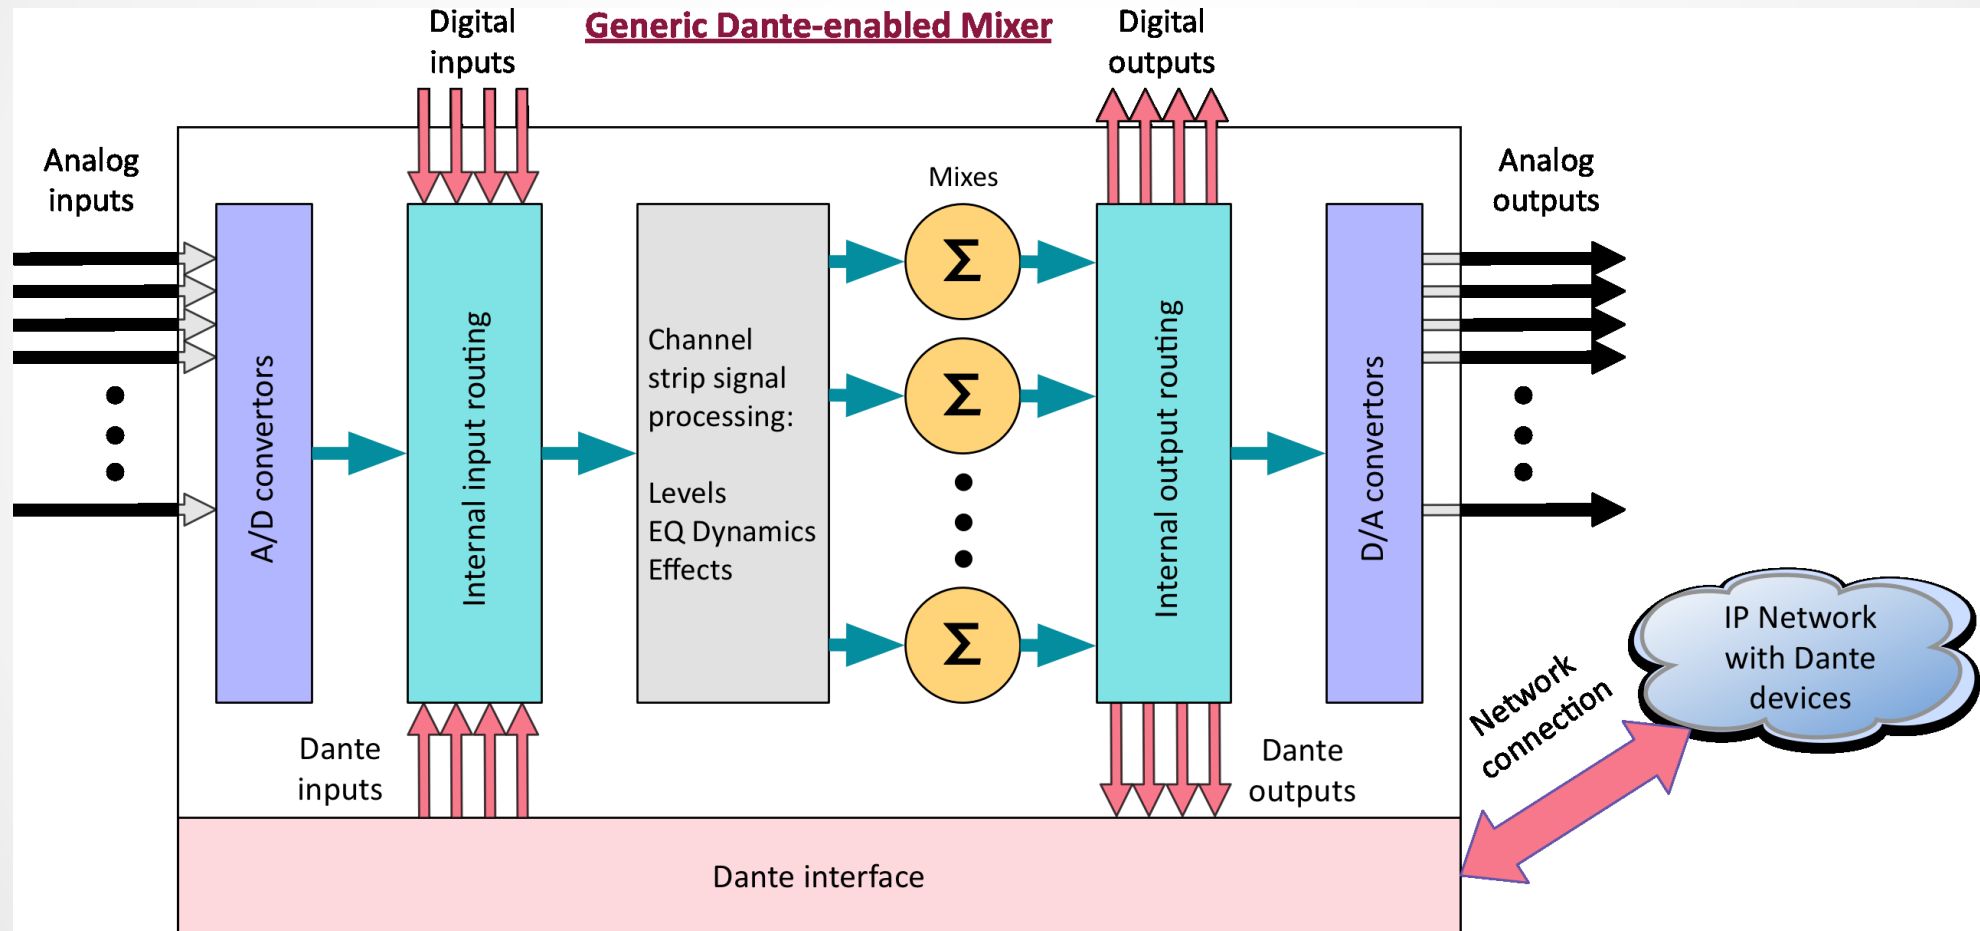 Generic Dante-enabled Mixer
Digital
inputs
Digital
outputs
Analog
inputs
Mixes
Analog
outputs
A/D convertors
Internal input routing
Channel
strip signal
processing:
Levels
EQ Dynamics
Effects
Σ
Σ
Σ
Internal output routing
D/A convertors
IP Network
with Dante
devices
Network
connection
Dante
inputs
Dante
outputs
Dante interface